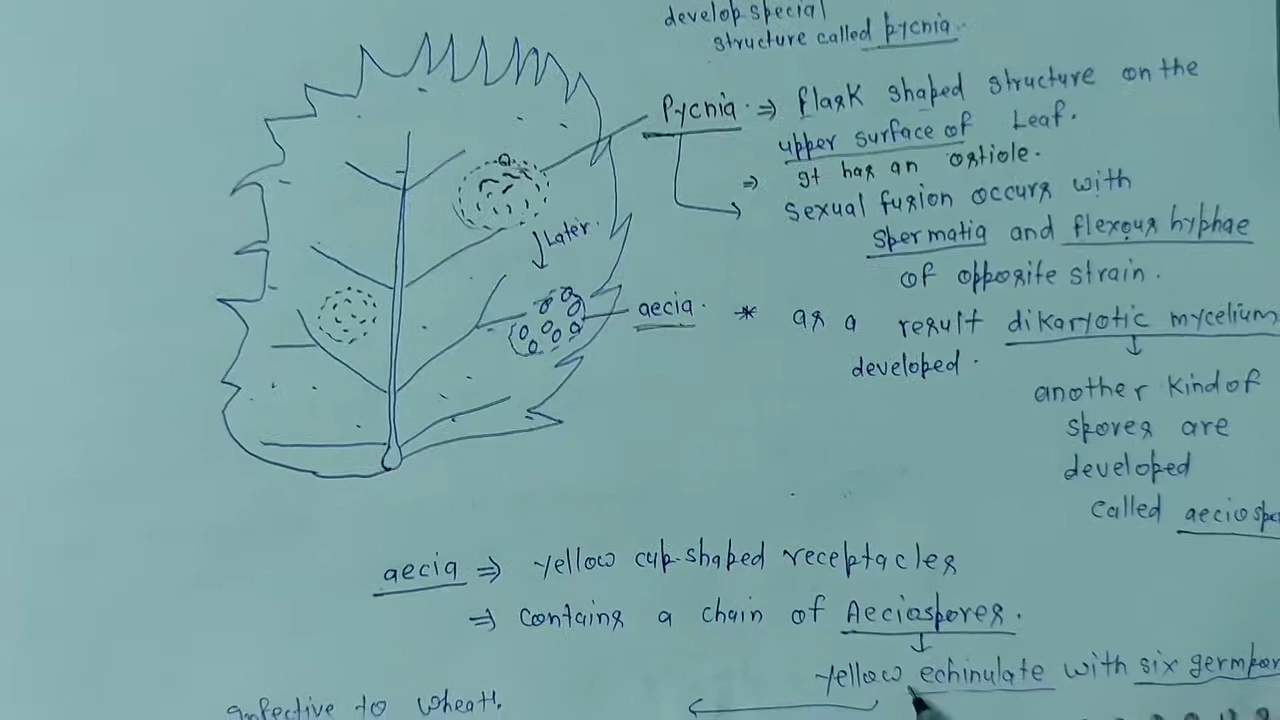 develop special
structure called pycnia.
Pycnia. ⇒ flask shaped structure on the
upper surface of Leaf.
⇒ It has an ostiole.
sexual fusion occurs with
spermatia and flexous hyphae
of opposite strain.
Later.
aecia. * as a result dikaryotic mycelium
developed.
another kind of
spores are
developed
called aeciospo
aecia ⇒ yellow cup-shaped receptacles
⇒ contains a chain of Aeciospores.
yellow echinulate with six germpor
infective to wheat.